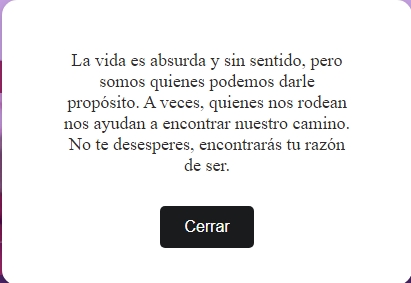 La vida es absurda y sin sentido, pero
somos quienes podemos darle
propósito. A veces, quienes nos rodean
nos ayudan a encontrar nuestro camino.
No te desesperes, encontrarás tu razón
de ser.
Cerrar